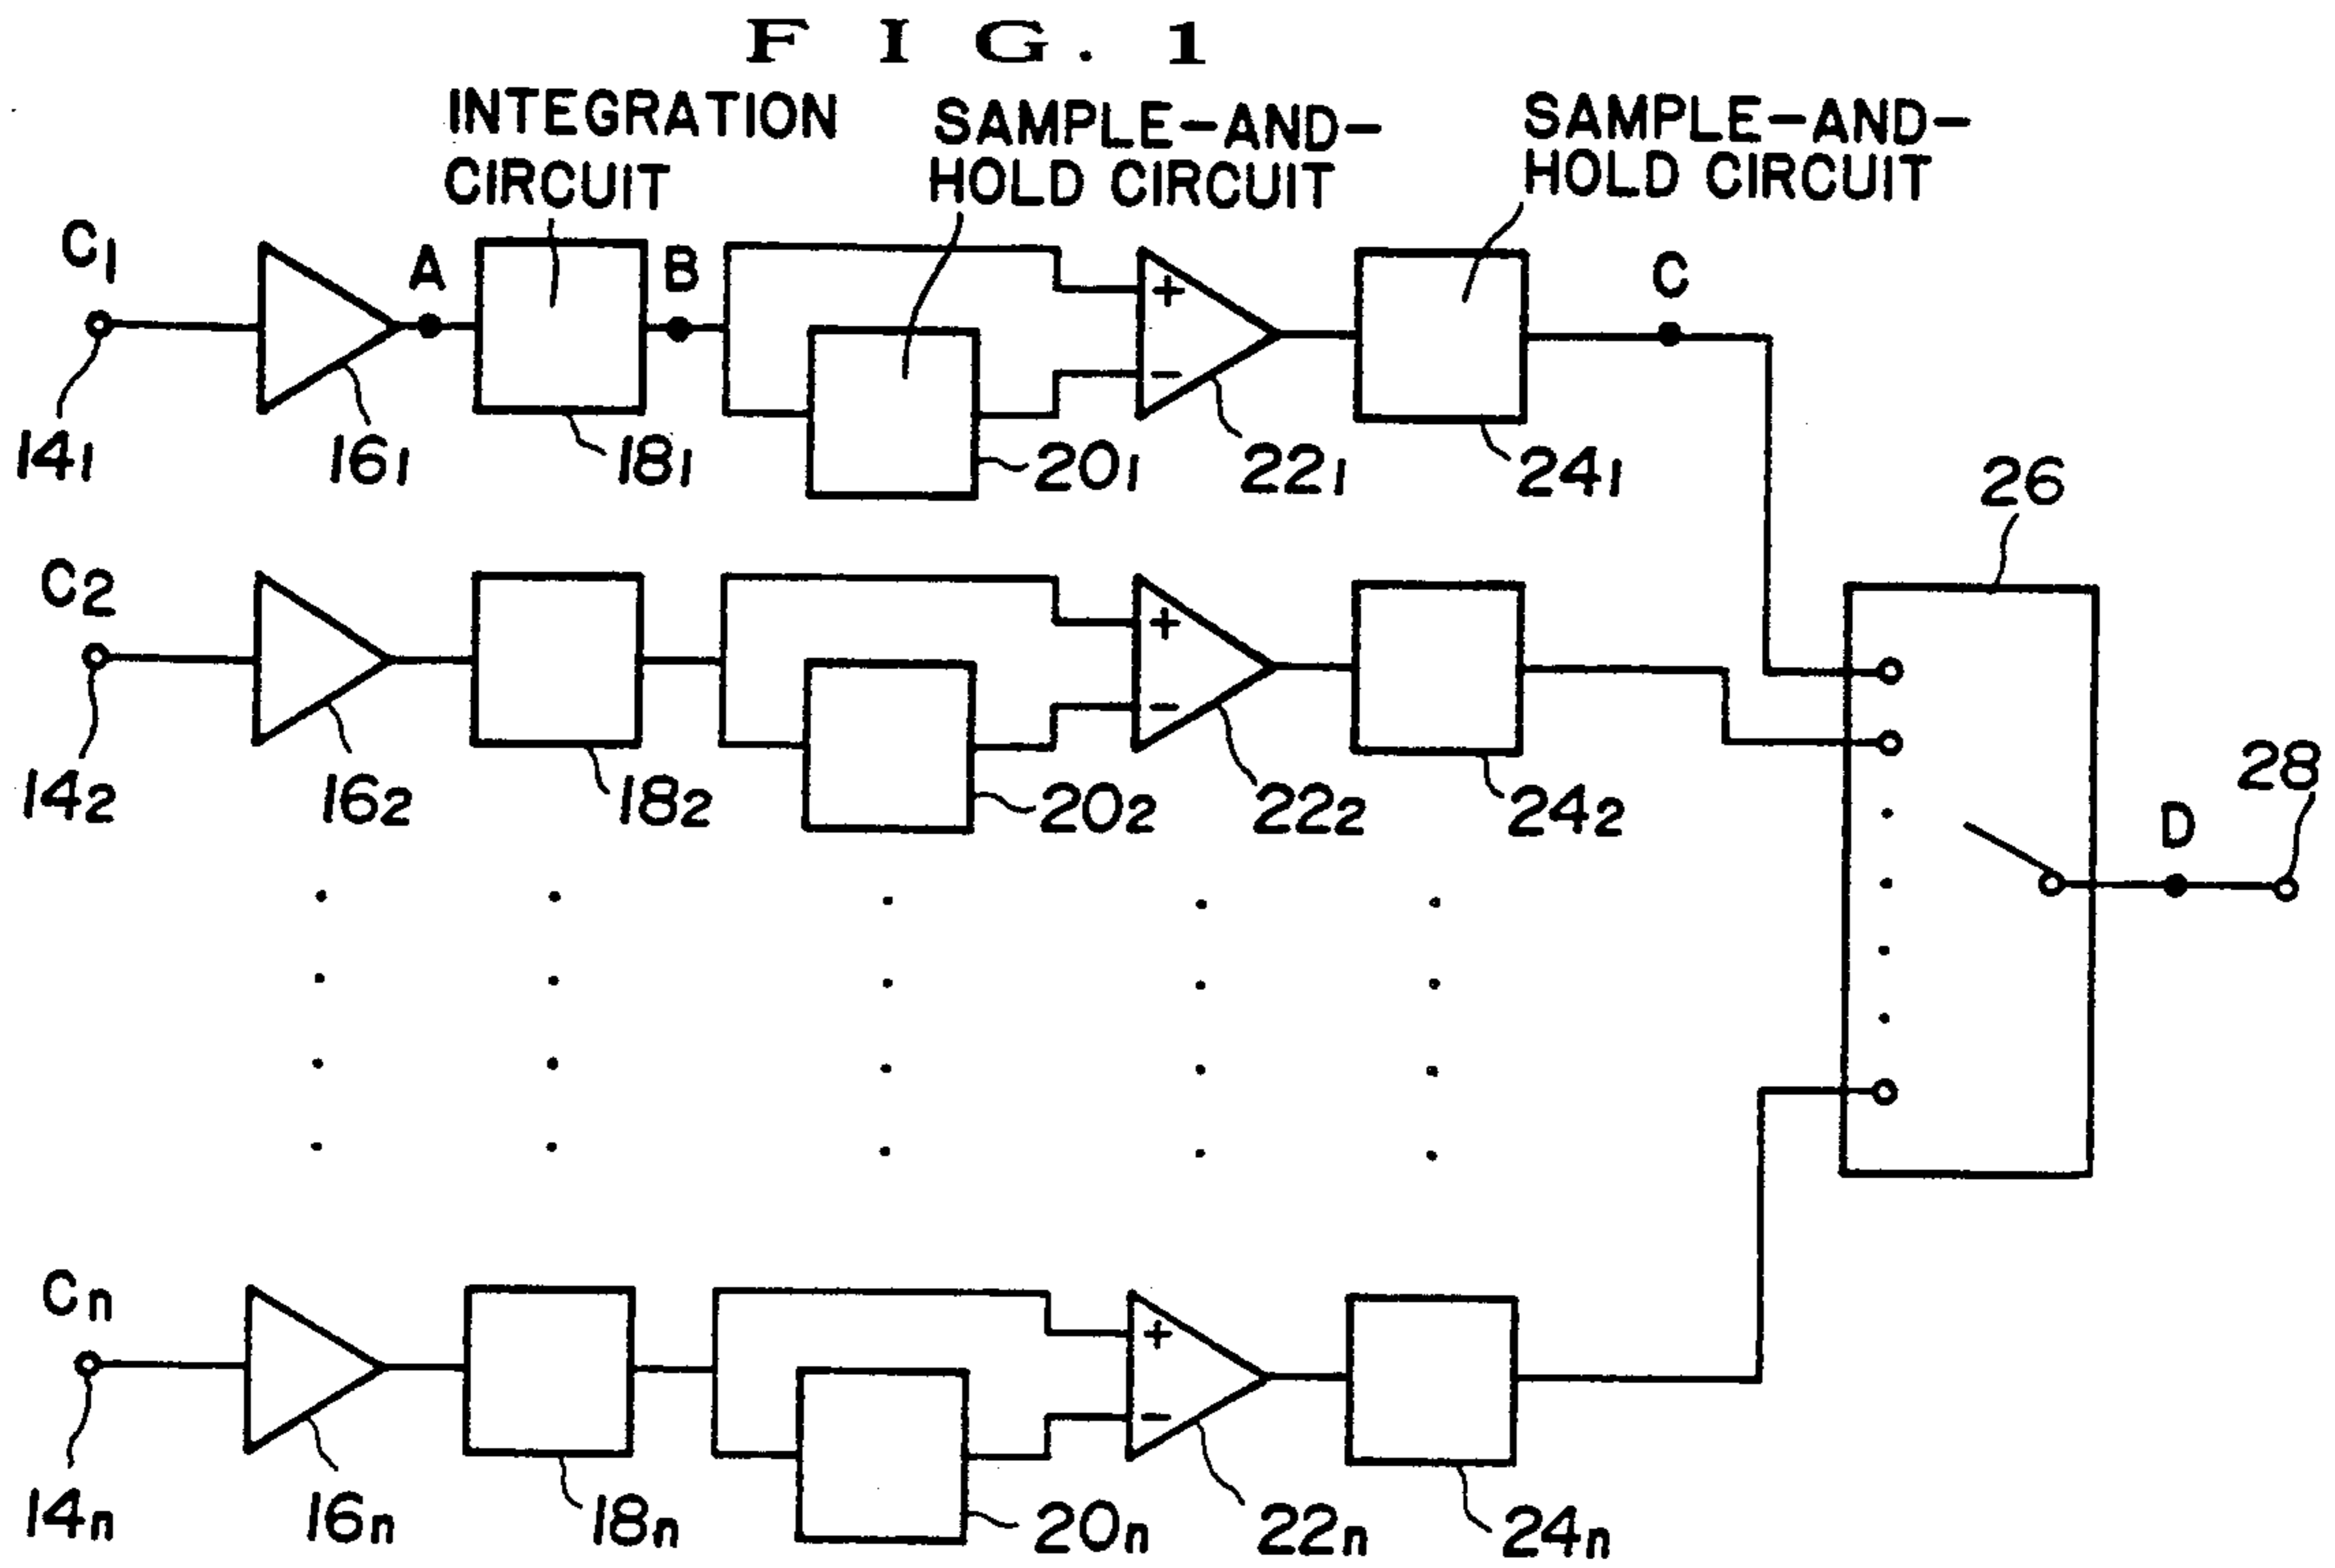 FIG. 1
INTEGRATION
CIRCUIT
SAMPLE-AND-
HOLD CIRCUIT
SAMPLE-AND-
HOLD CIRCUIT
C1
A
B
+
-
C
141
161
181
201
221
241
26
C2
+
-
142
162
182
202
222
242
D
28
Cn
+
-
14n
16n
18n
20n
22n
24n